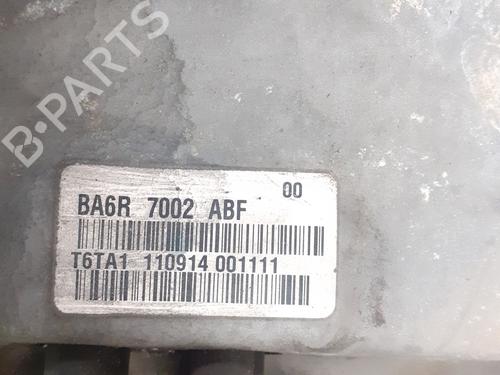 B-PARTS
00
BA6R 7002 ABF
T6TA1 110914 001111